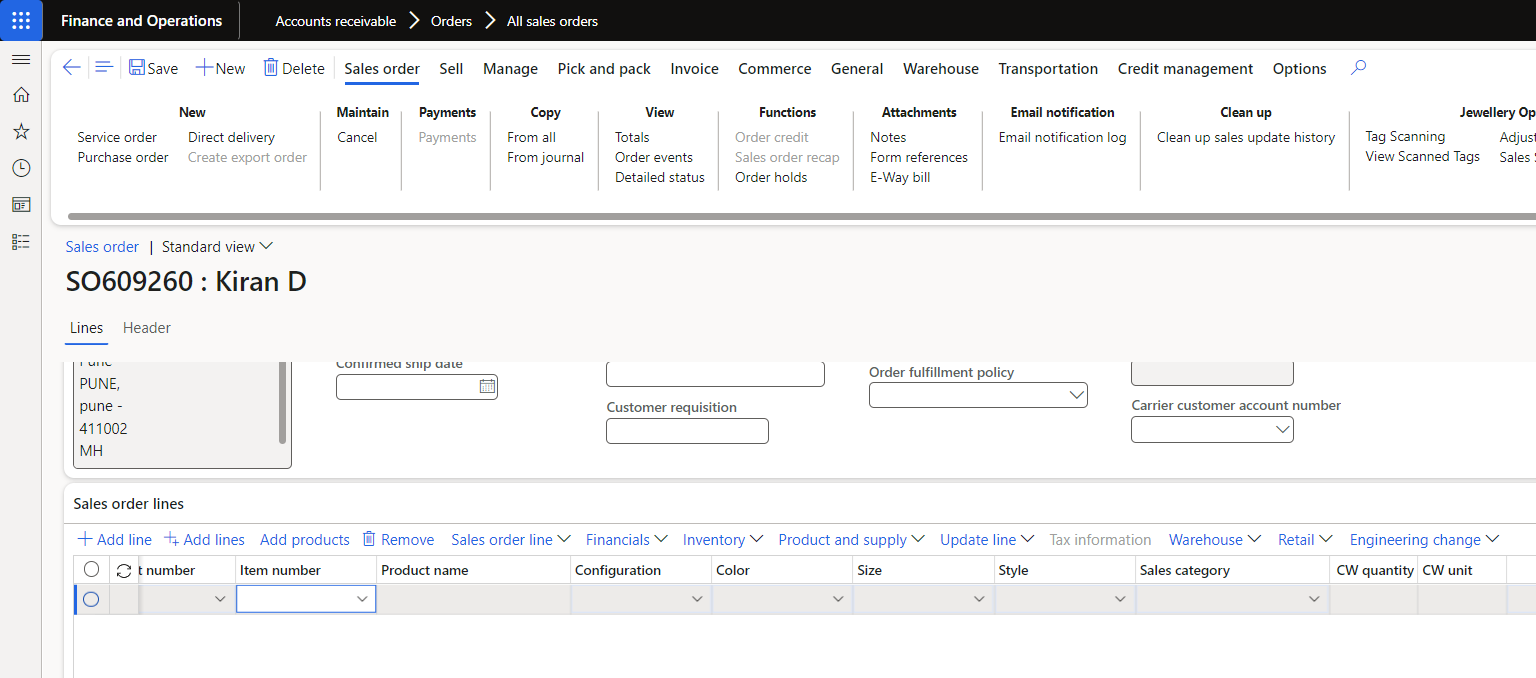 Finance and Operations
Accounts receivable
Orders
All sales orders
Save
New
Delete
Sales order
Sell
Manage
Pick and pack
Invoice
Commerce
General
Warehouse
Transportation
Credit management
Options
New
Service order
Direct delivery
Purchase order
Create export order
Maintain
Cancel
Payments
Payments
Copy
From all
From journal
View
Totals
Order events
Detailed status
Functions
Order credit
Sales order recap
Order holds
Attachments
Notes
Form references
E-Way bill
Email notification
Email notification log
Clean up
Clean up sales update history
Jewellery Op
Tag Scanning
Adjust
View Scanned Tags
Sales
Sales order | Standard view
SO609260 : Kiran D
Lines
Header
PUNE,
pune -
411002
MH
Confirmed ship date
Customer requisition
Order fulfillment policy
Carrier customer account number
Sales order lines
Add line
Add lines
Add products
Remove
Sales order line
Financials
Inventory
Product and supply
Update line
Tax information
Warehouse
Retail
Engineering change
t number
Item number
Product name
Configuration
Color
Size
Style
Sales category
CW quantity
CW unit